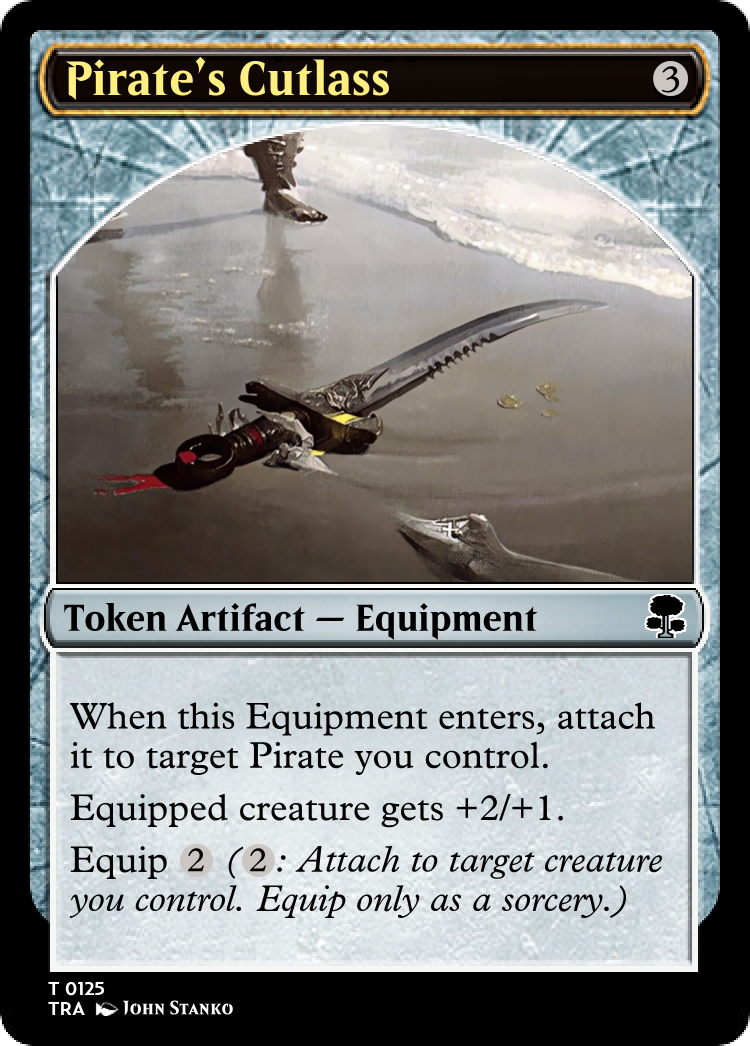 Pirate's Cutlass 3
Token Artifact — Equipment
When this Equipment enters, attach
it to target Pirate you control.
Equipped creature gets +2/+1.
Equip 2 (2: Attach to target creature
you control. Equip only as a sorcery.)
T 0125
TRA John Stanko